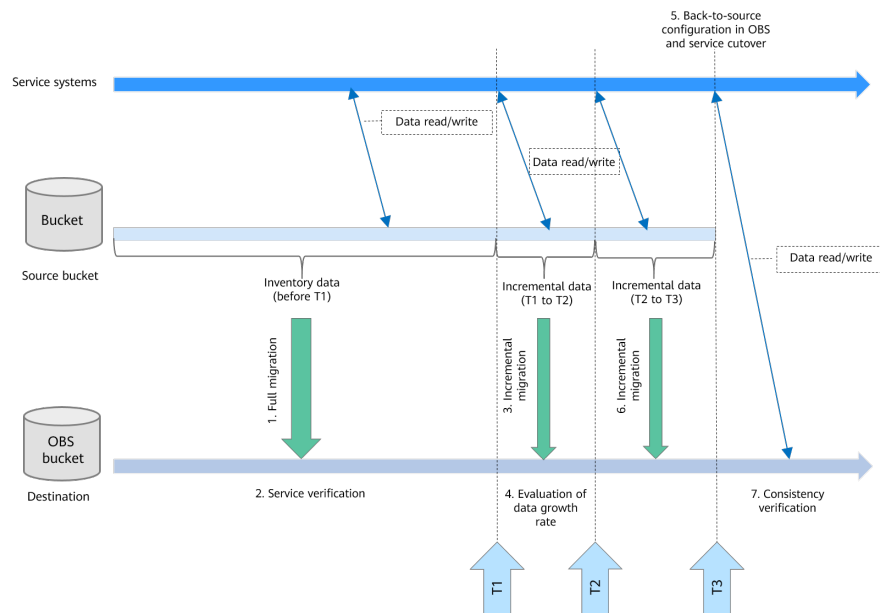 5. Back-to-source
configuration in OBS
and service cutover
Service systems
Data read/write
Data read/write
Bucket
Source bucket
Data read/write
Inventory data
(before T1)
Incremental data
(T1 to T2)
Incremental data
(T2 to T3)
1. Full migration
3. Incremental
migration
6. Incremental
migration
OBS
bucket
Destination
2. Service verification
4. Evaluation of
data growth
rate
7. Consistency
verification
T1
T2
T3